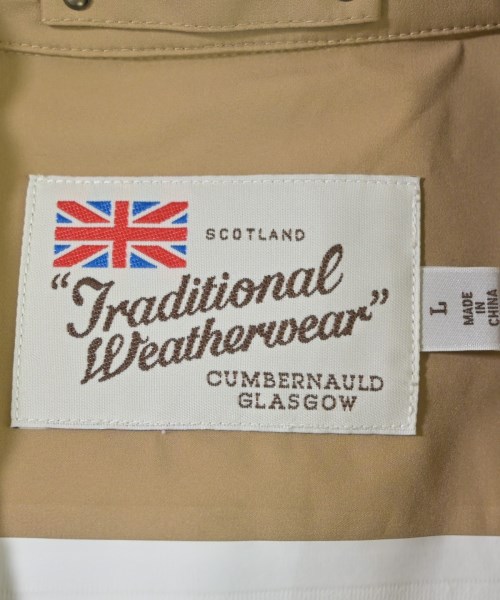 SCOTLAND
"Traditional
Weatherwear"
CUMBERNAULD
GLASGOW
L
MADE
IN
CHINA